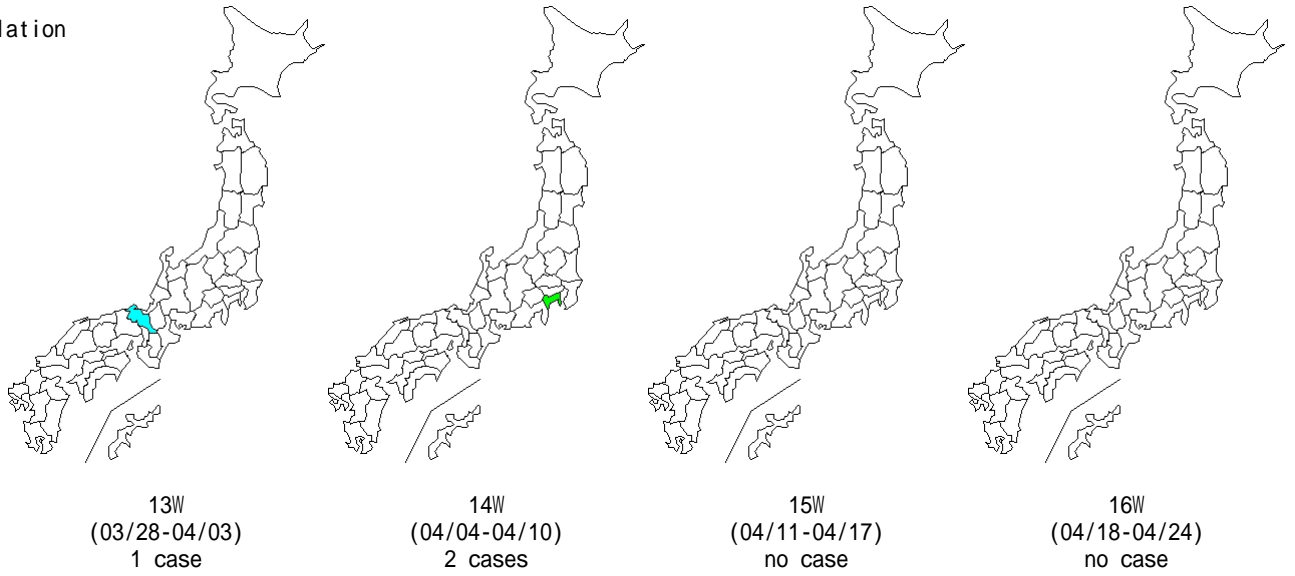 lation
13W
(03/28-04/03)
1 case
14W
(04/04-04/10)
2 cases
15W
(04/11-04/17)
no case
16W
(04/18-04/24)
no case